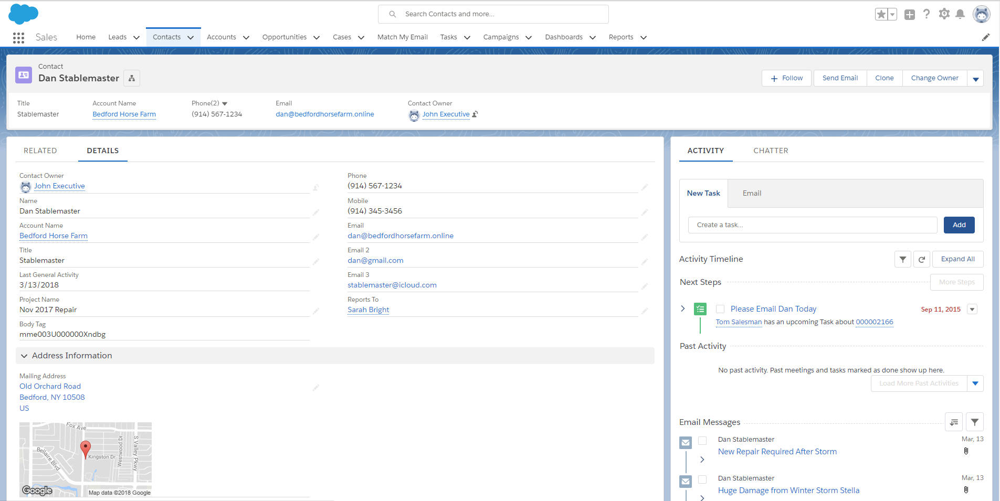 Search Contacts and more...
Sales
Home
Leads
Contacts
Accounts
Opportunities
Cases
Match My Email
Tasks
Campaigns
Dashboards
Reports
Contact
Dan Stablemaster
Follow
Send Email
Clone
Change Owner
Title
Stablemaster
Account Name
Bedford Horse Farm
Phone(2)
(914) 567-1234
Email
dan@bedfordhorsefarm.online
Contact Owner
John Executive
RELATED
DETAILS
Contact Owner
John Executive
Name
Dan Stablemaster
Account Name
Bedford Horse Farm
Title
Stablemaster
Last General Activity
3/13/2018
Project Name
Nov 2017 Repair
Body Tag
mme003U000000Xndbg
Phone
(914) 567-1234
Mobile
(914) 345-3456
Email
dan@bedfordhorsefarm.online
Email 2
dan@gmail.com
Email 3
stablemaster@icloud.com
Reports To
Sarah Bright
Address Information
Mailing Address
Old Orchard Road
Bedford, NY 10508
US
Fox Ave
Bellaire Blvd
Kingston Dr
Westwood Dr
S Valley Pkwy
Google
Map data ©2018 Google
ACTIVITY
CHATTER
New Task
Email
Create a task...
Add
Activity Timeline
Expand All
Next Steps
More Steps
Please Email Dan Today
Sep 11, 2015
Tom Salesman has an upcoming Task about 000002166
Past Activity
No past activity. Past meetings and tasks marked as done show up here.
Load More Past Activities
Email Messages
Dan Stablemaster
Mar, 13
New Repair Required After Storm
Dan Stablemaster
Mar, 13
Huge Damage from Winter Storm Stella